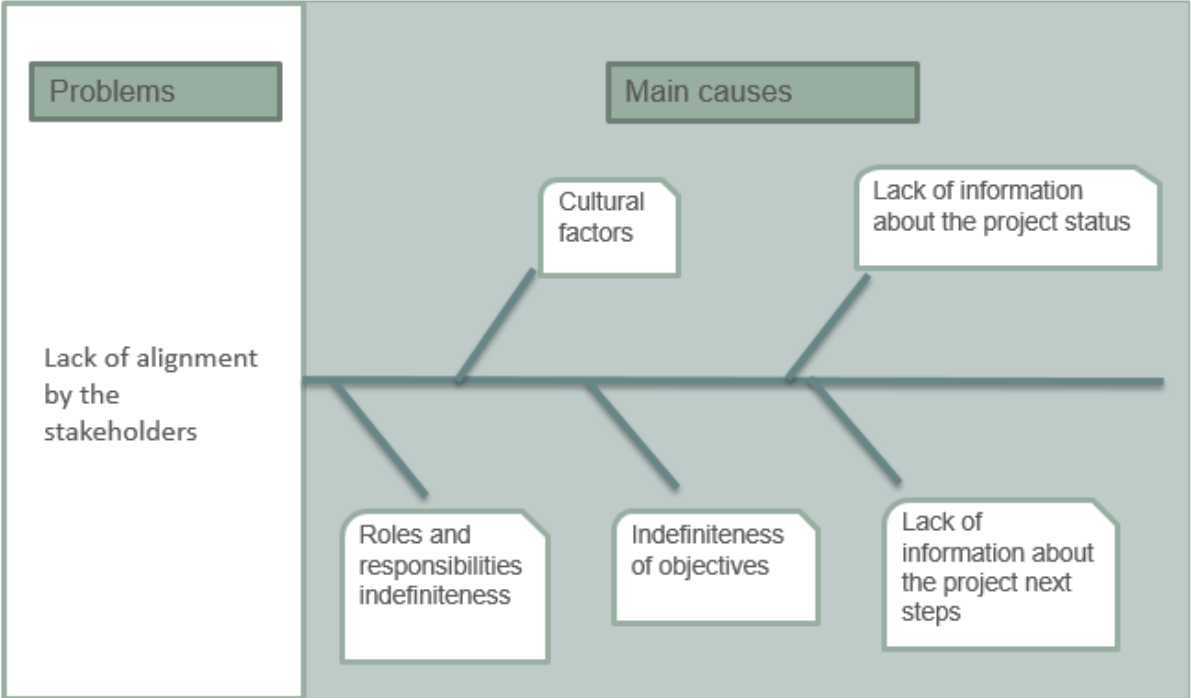 Problems
Main causes
Cultural
factors
Lack of information
about the project status
Lack of alignment
by the
stakeholders
Roles and
responsibilities
indefiniteness
Indefiniteness
of objectives
Lack of
information about
the project next
steps